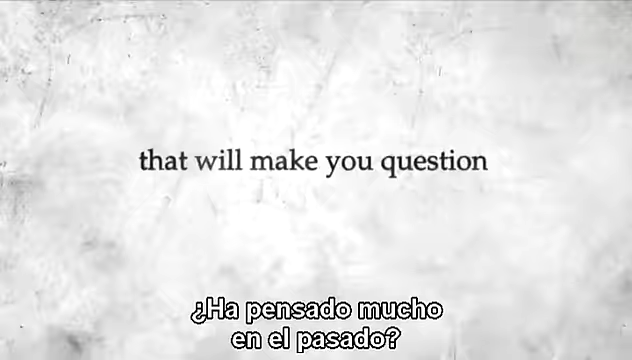 that will make you question
¿Ha pensado mucho
en el pasado?